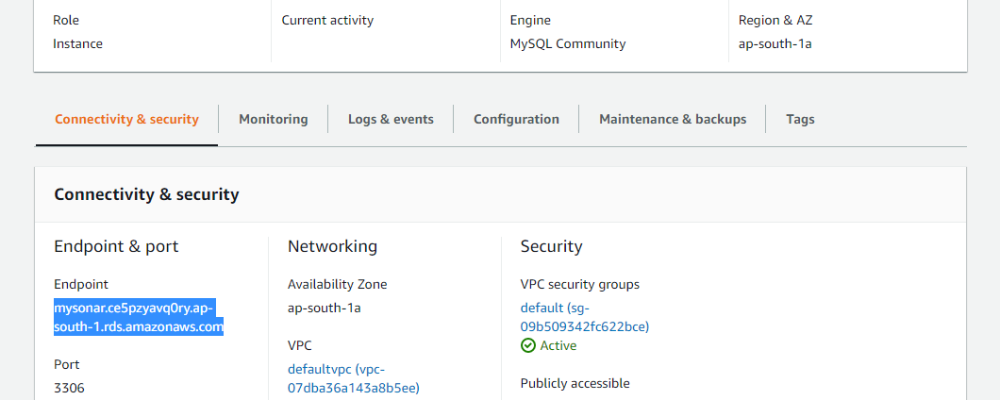 Role
Instance
Current activity
Engine
MySQL Community
Region & AZ
ap-south-1a
Connectivity & security
Monitoring
Logs & events
Configuration
Maintenance & backups
Tags
Connectivity & security
Endpoint & port
Endpoint
mysonar.ce5pzyavq0ry.ap-
south-1.rds.amazonaws.com
Port
3306
Networking
Availability Zone
ap-south-1a
VPC
defaultvpc (vpc-
07dba36a143a8b5ee)
Security
VPC security groups
default (sg-
09b509342fc622bce)
Active
Publicly accessible